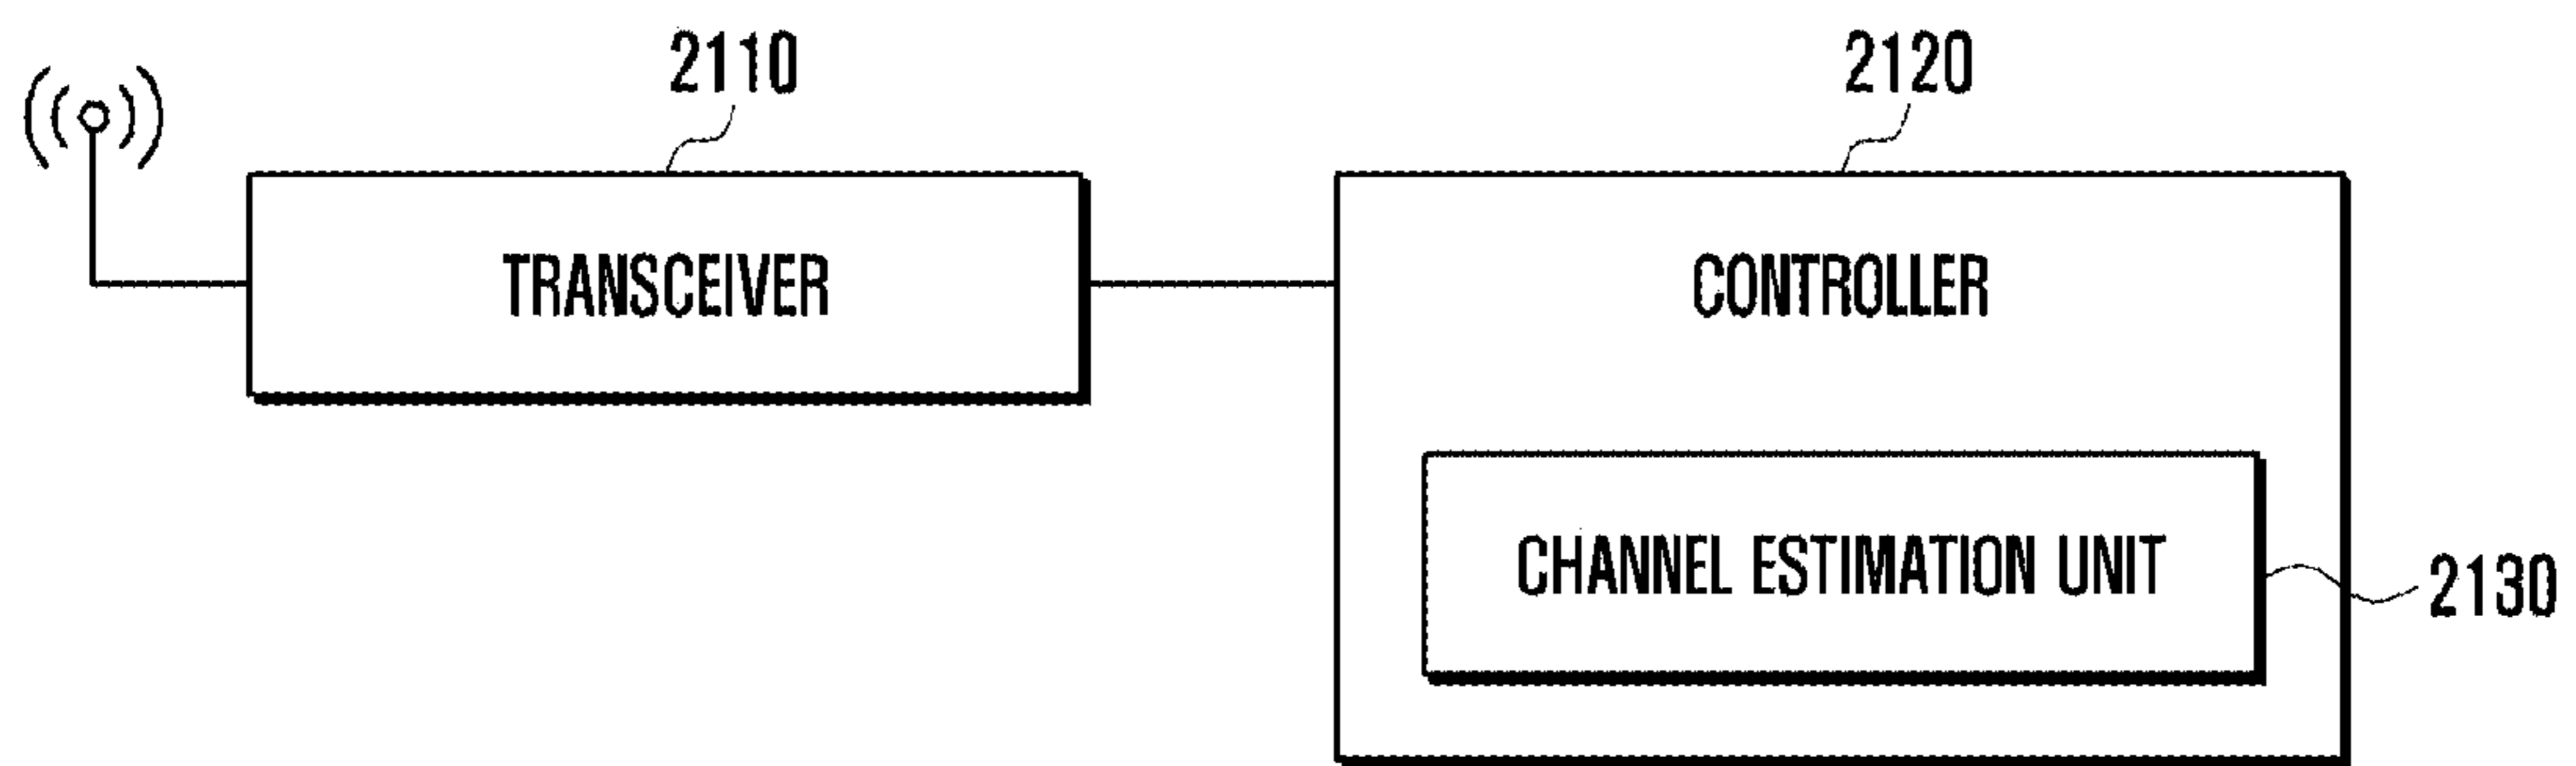 2110
2120
TRANSCEIVER
CONTROLLER
CHANNEL ESTIMATION UNIT
2130